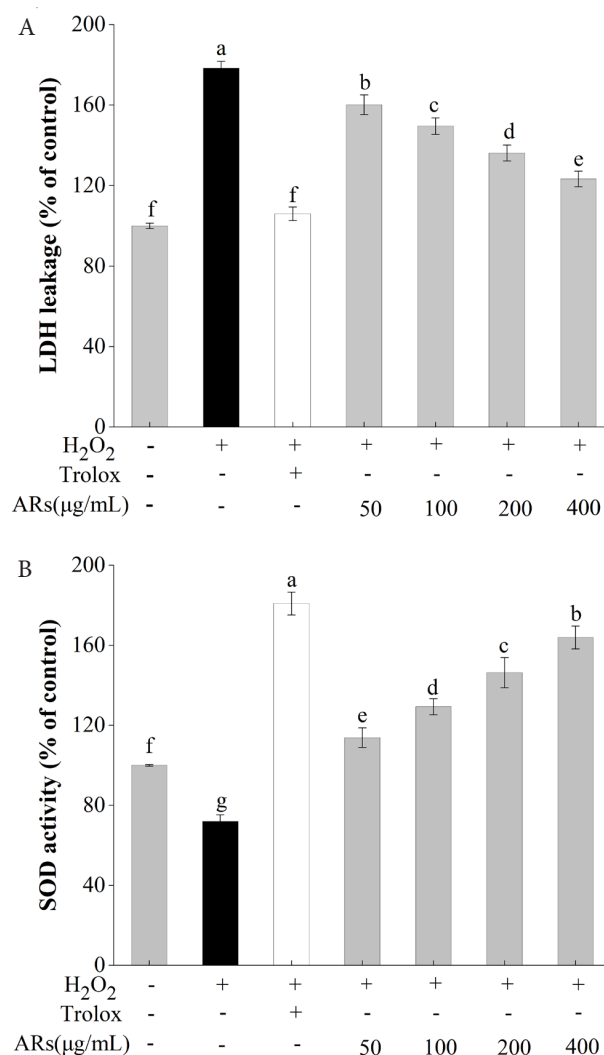 A
LDH leakage (% of control)
200
160
120
80
40
0
f
a
f
b
c
d
e
H₂O₂ - + + + + + +
Trolox - - + - - - -
ARs(μg/mL) - - - 50 100 200 400
B
SOD activity (% of control)
200
160
120
80
40
0
f
g
a
e
d
c
b
H₂O₂ - + + + + + +
Trolox - - + - - - -
ARs(μg/mL) - - - 50 100 200 400